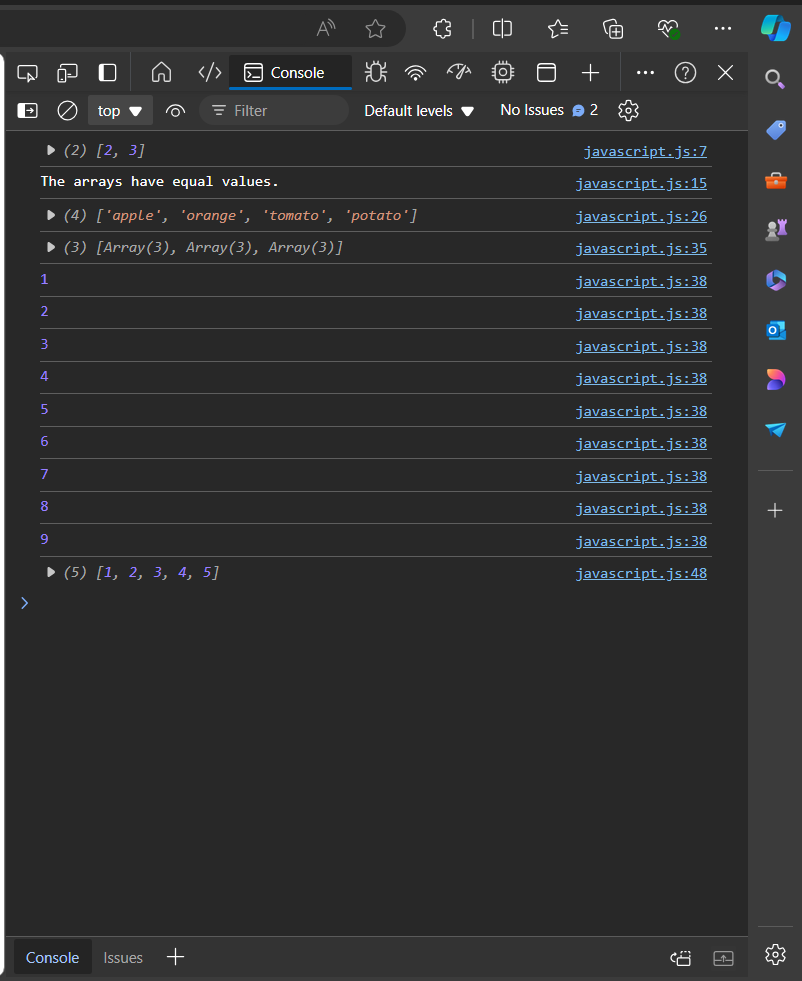 Console
top
Filter
Default levels
No Issues 2
(2) [2, 3] javascript.js:7
The arrays have equal values. javascript.js:15
(4) ['apple', 'orange', 'tomato', 'potato'] javascript.js:26
(3) [Array(3), Array(3), Array(3)] javascript.js:35
1 javascript.js:38
2 javascript.js:38
3 javascript.js:38
4 javascript.js:38
5 javascript.js:38
6 javascript.js:38
7 javascript.js:38
8 javascript.js:38
9 javascript.js:38
(5) [1, 2, 3, 4, 5] javascript.js:48
Console Issues